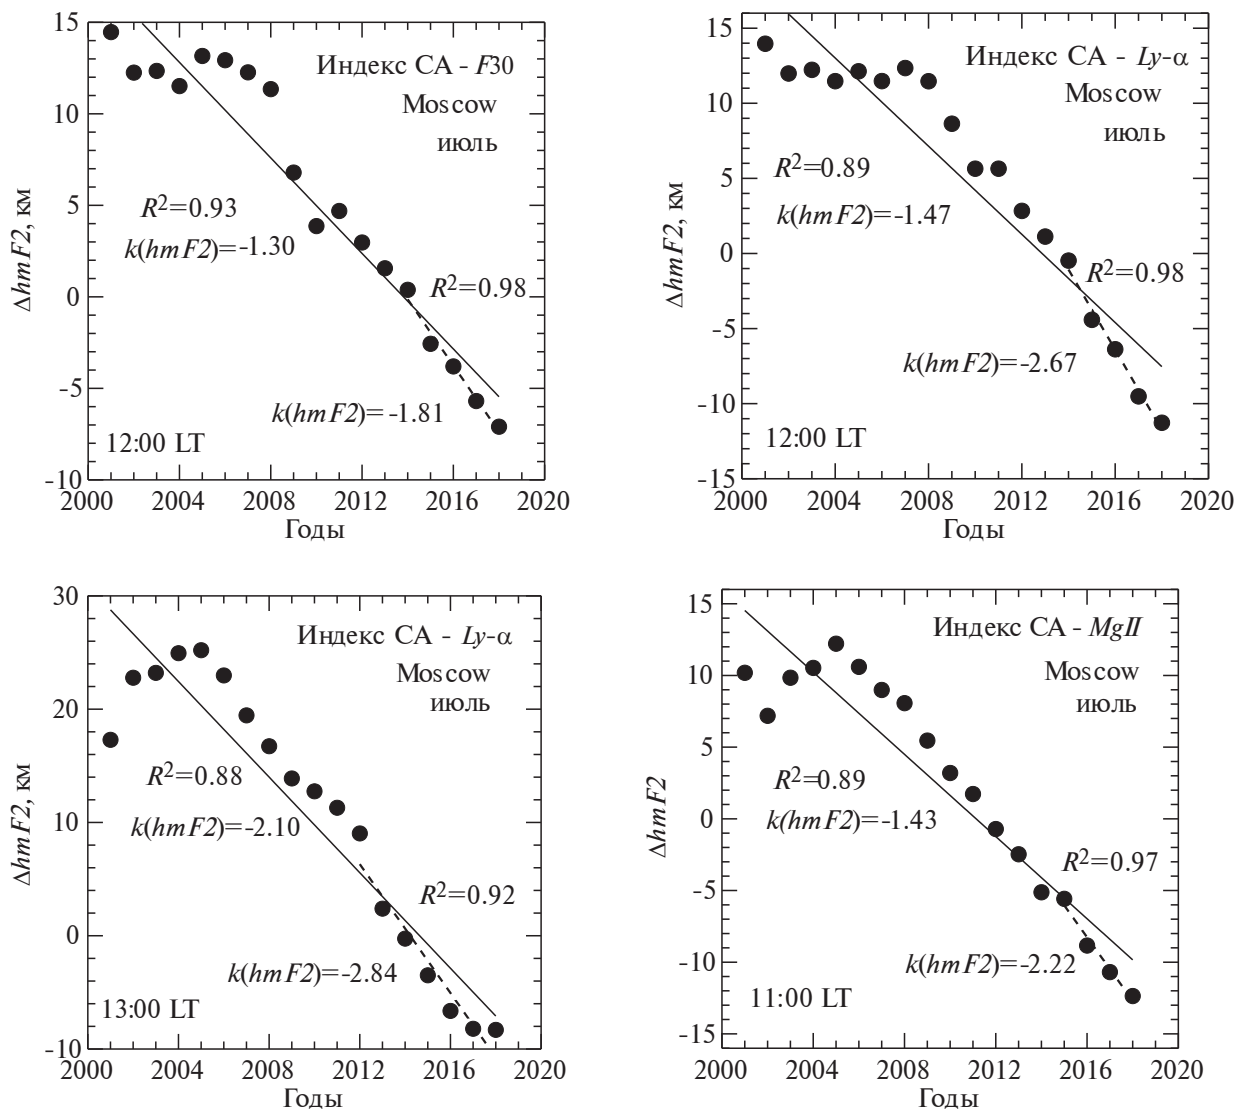 15
10
5
0
-5
-10
ΔhmF2, км
Индекс СА - F30
Moscow
июль
R²=0.93
k(hmF2)=-1.30
R²=0.98
k(hmF2)=-1.81
12:00 LT
2000 2004 2008 2012 2016 2020
Годы
15
10
5
0
-5
-10
-15
ΔhmF2, км
Индекс СА - Ly-α
Moscow
июль
R²=0.89
k(hmF2)=-1.47
R²=0.98
k(hmF2)=-2.67
12:00 LT
2000 2004 2008 2012 2016 2020
Годы
30
20
10
0
-10
ΔhmF2, км
Индекс СА - Ly-α
Moscow
июль
R²=0.88
k(hmF2)=-2.10
R²=0.92
k(hmF2)=-2.84
13:00 LT
2000 2004 2008 2012 2016 2020
Годы
15
10
5
0
-5
-10
-15
ΔhmF2
Индекс СА - MgII
Moscow
июль
R²=0.89
k(hmF2)=-1.43
R²=0.97
k(hmF2)=-2.22
11:00 LT
2000 2004 2008 2012 2016 2020
Годы